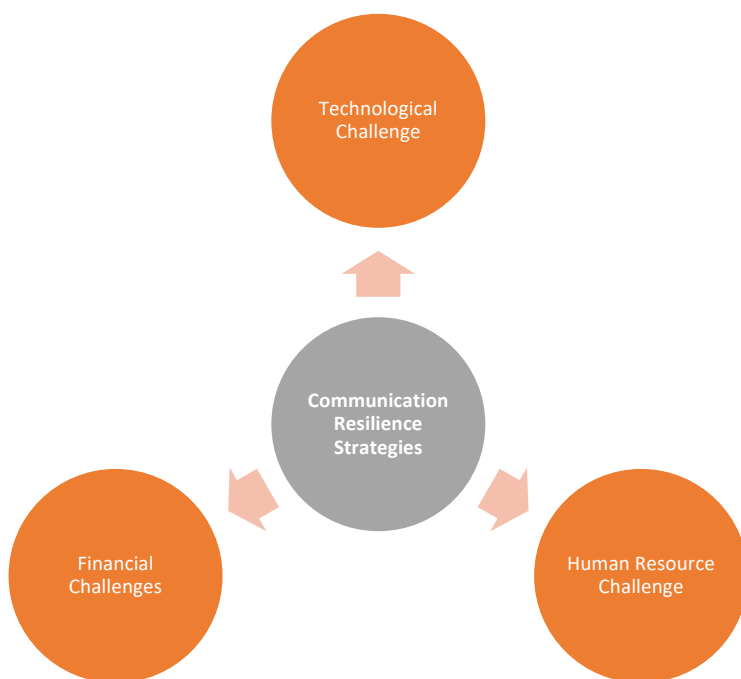 Technological
Challenge
Communication
Resilience
Strategies
Financial
Challenges
Human Resource
Challenge